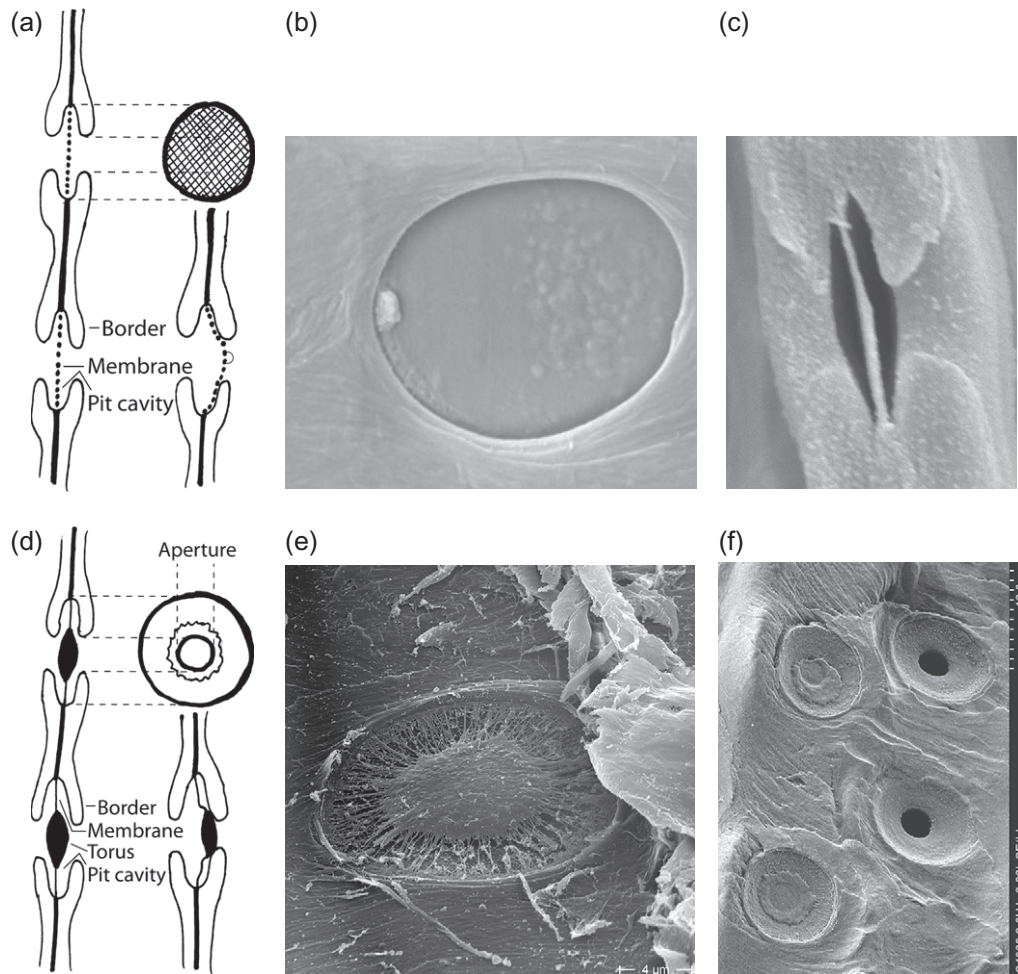 (a)
(b)
(c)
Border
Membrane
Pit cavity
(d)
(e)
(f)
Aperture
Border
Membrane
Torus
Pit cavity
4 µm